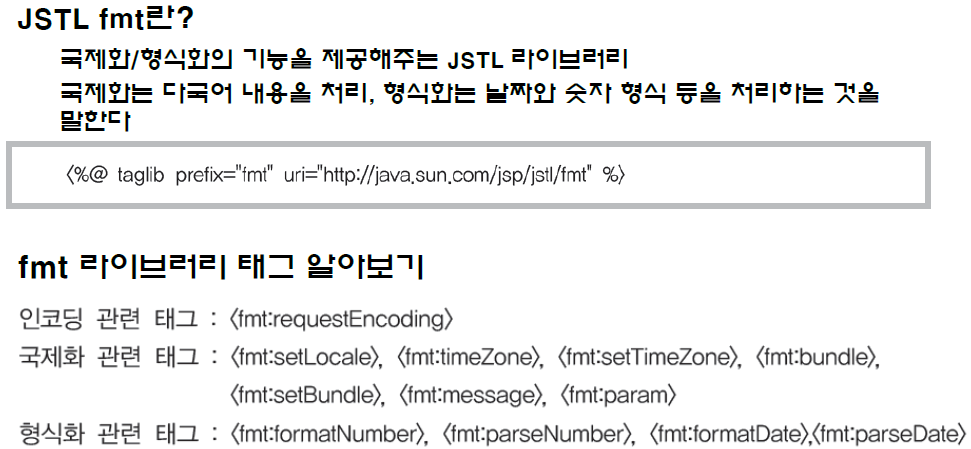 JSTL fmt란?
국제화/형식화의 기능을 제공해주는 JSTL 라이브러리
국제화는 다국어 내용을 처리, 형식화는 날짜와 숫자 형식 등을 처리하는 것을
말한다
<%@ taglib prefix="fmt" uri="http://java.sun.com/jsp/jstl/fmt" %>
fmt 라이브러리 태그 알아보기
인코딩 관련 태그 : <fmt:requestEncoding>
국제화 관련 태그 : <fmt:setLocale>, <fmt:timeZone>, <fmt:setTimeZone>, <fmt:bundle>,
<fmt:setBundle>, <fmt:message>, <fmt:param>
형식화 관련 태그 : <fmt:formatNumber>, <fmt:parseNumber>, <fmt:formatDate>,<fmt:parseDate>